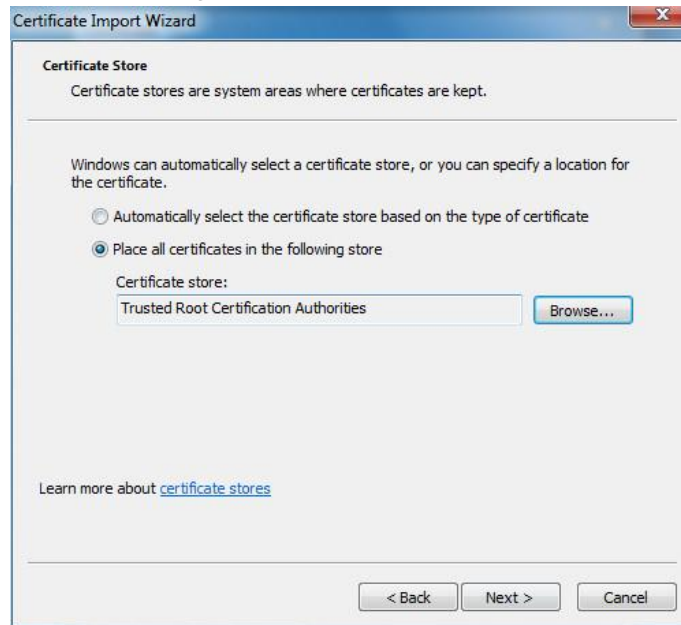 Certificate Import Wizard
Certificate Store
Certificate stores are system areas where certificates are kept.
Windows can automatically select a certificate store, or you can specify a location for
the certificate.
Automatically select the certificate store based on the type of certificate
Place all certificates in the following store
Certificate store:
Trusted Root Certification Authorities
Browse...
Learn more about certificate stores
< Back
Next >
Cancel